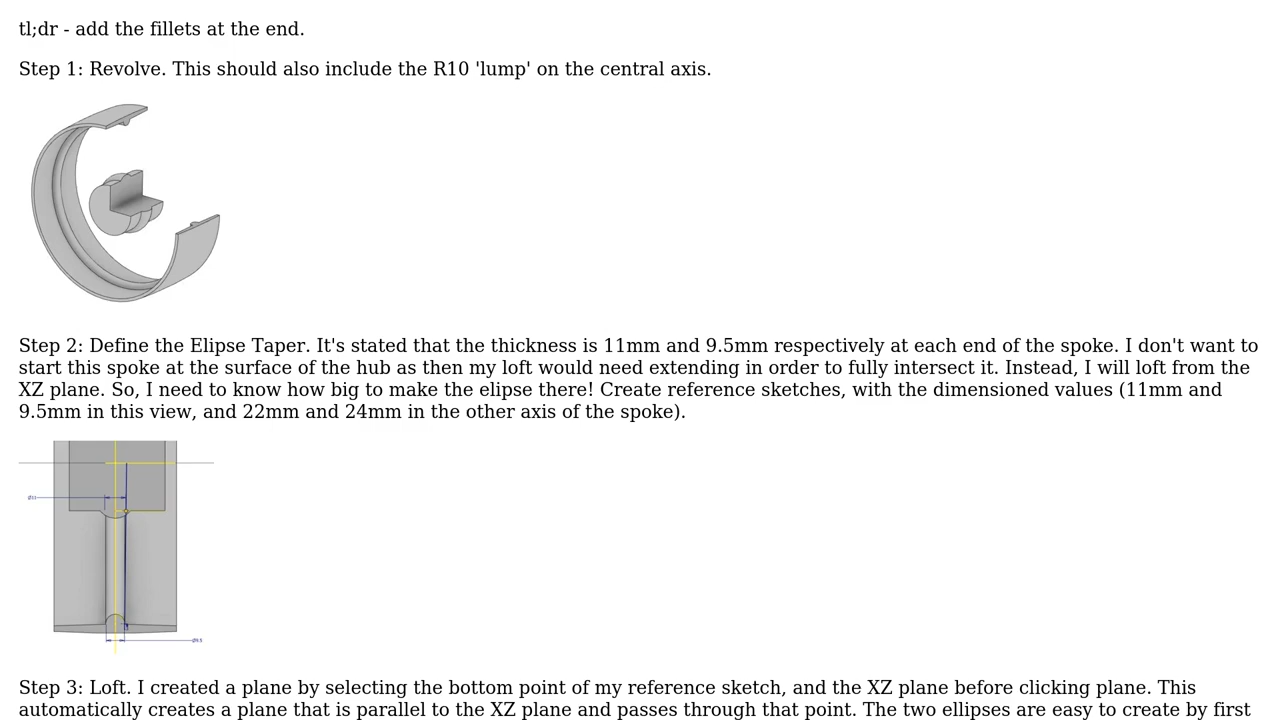 tl;dr - add the fillets at the end.
Step 1: Revolve. This should also include the R10 'lump' on the central axis.
Step 2: Define the Elipse Taper. It's stated that the thickness is 11mm and 9.5mm respectively at each end of the spoke. I don't want to
start this spoke at the surface of the hub as then my loft would need extending in order to fully intersect it. Instead, I will loft from the
XZ plane. So, I need to know how big to make the elipse there! Create reference sketches, with the dimensioned values (11mm and
9.5mm in this view, and 22mm and 24mm in the other axis of the spoke).
Step 3: Loft. I created a plane by selecting the bottom point of my reference sketch, and the XZ plane before clicking plane. This
automatically creates a plane that is parallel to the XZ plane and passes through that point. The two ellipses are easy to create by first